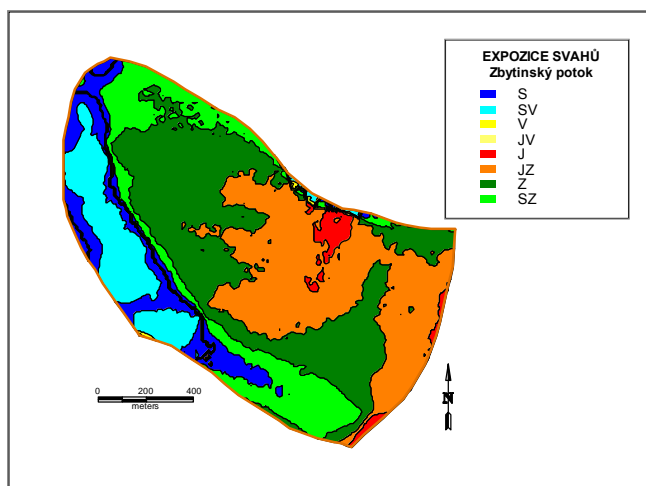 EXPOZICE SVAHŮ
Zbytinský potok
S
SV
V
JV
J
JZ
Z
SZ
0 200 400
meters
N